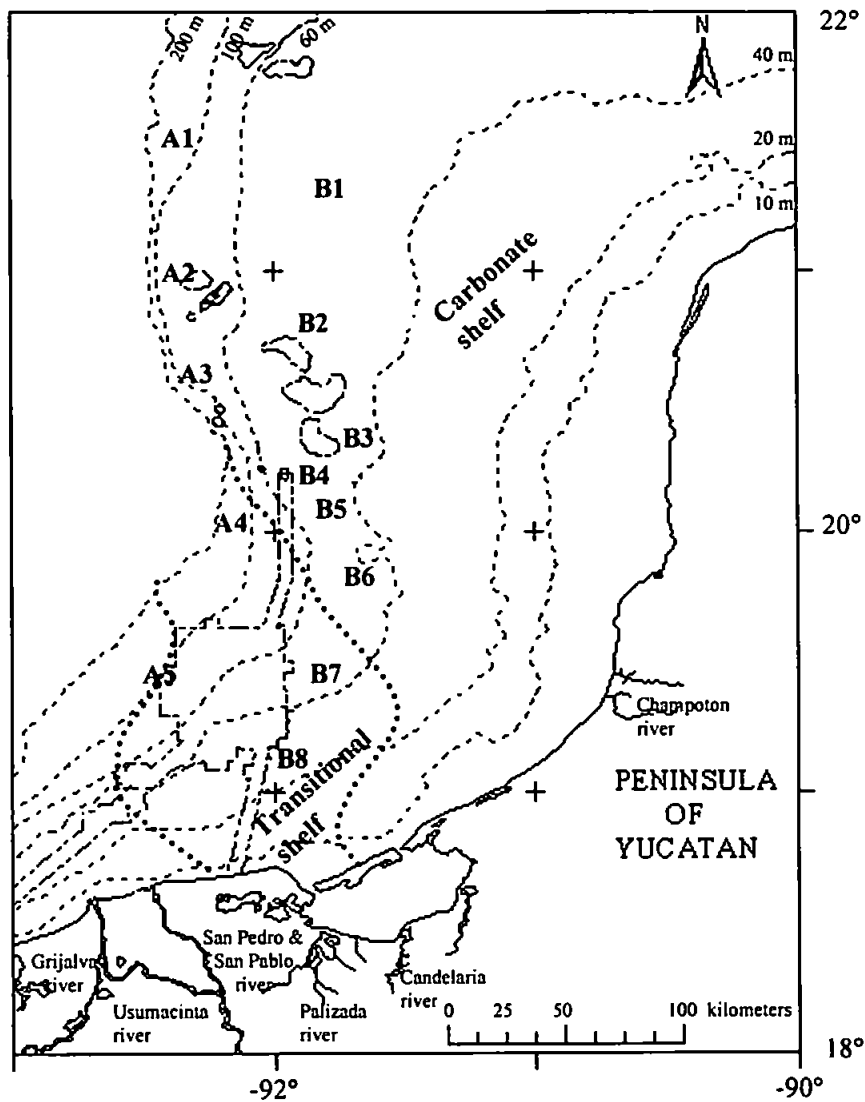 22°
N
200 m
100 m
60 m
40 m
A1
20 m
B1
10 m
Carbonate
shelf
A2
B2
A3
B3
B4
B5
A4
20°
B6
A5
B7
Champoton
river
B8
Transitional
shelf
PENINSULA
OF
YUCATAN
San Pedro &
San Pablo
river
Grijalva
river
Candelaria
river
Usumacinta
river
Palizada
river
0 25 50 100 kilometers
18°
-92°
-90°